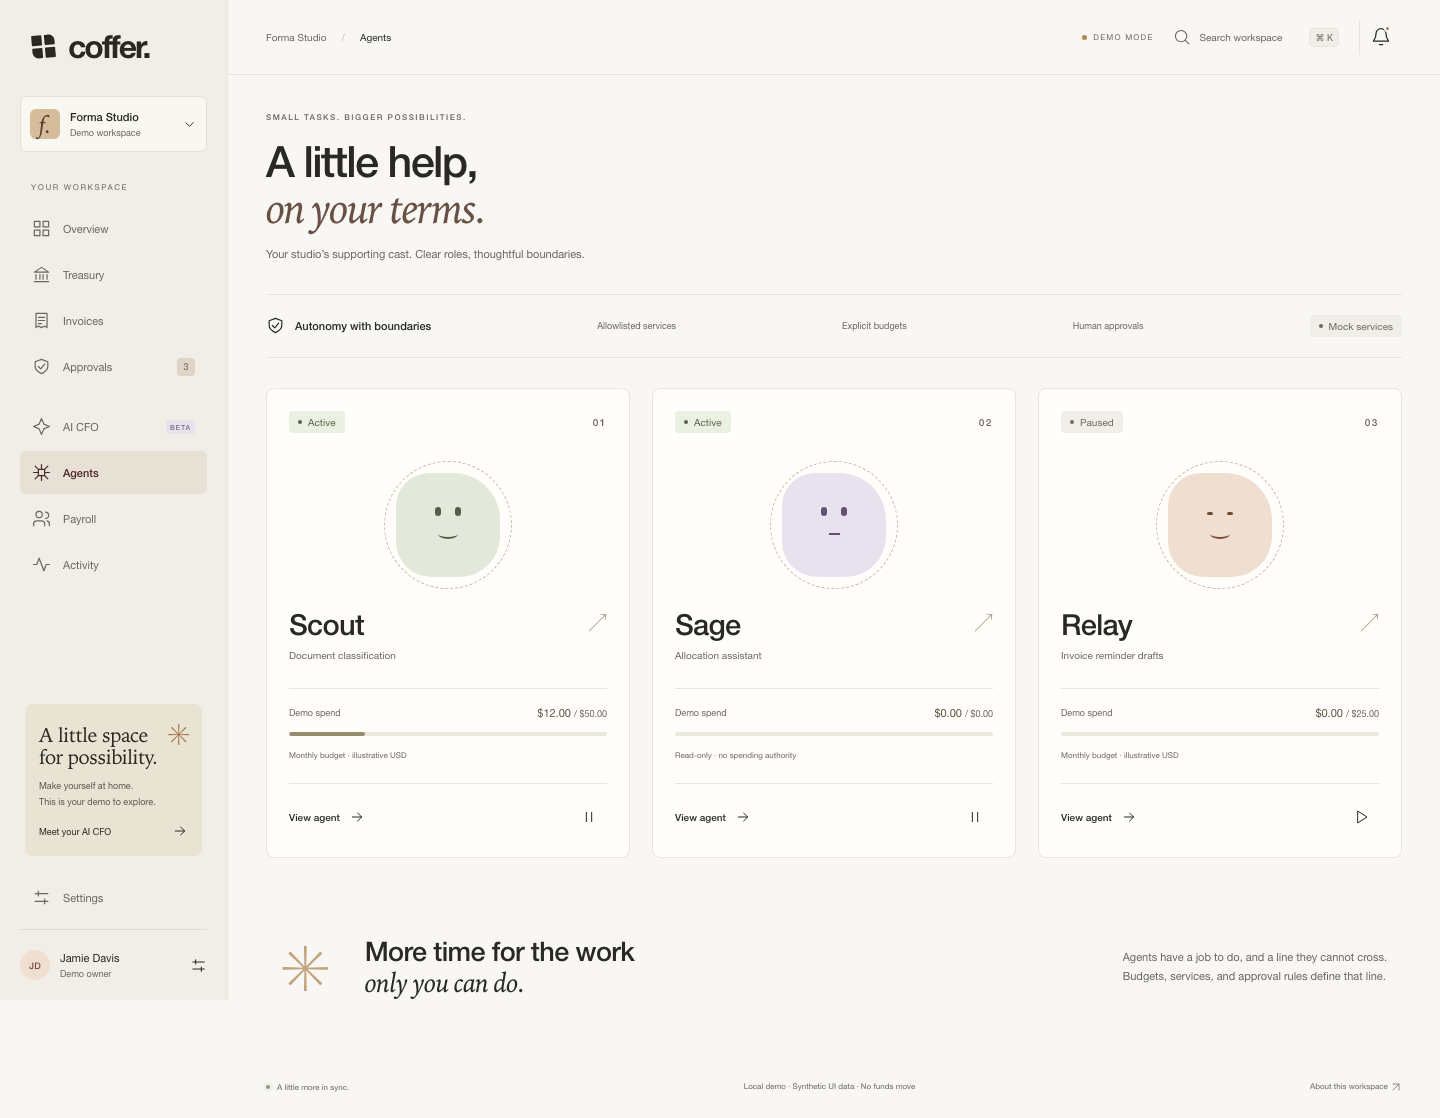 coffer.
f.
Forma Studio
Demo workspace
YOUR WORKSPACE
Overview
Treasury
Invoices
Approvals
3
AI CFO
BETA
Agents
Payroll
Activity
A little space
for possibility.
Make yourself at home.
This is your demo to explore.
Meet your AI CFO
Settings
JD
Jamie Davis
Demo owner
Forma Studio / Agents
DEMO MODE
Search workspace
⌘ K
SMALL TASKS. BIGGER POSSIBILITIES.
A little help,
on your terms.
Your studio's supporting cast. Clear roles, thoughtful boundaries.
Autonomy with boundaries
Allowlisted services
Explicit budgets
Human approvals
Mock services
Active
01
Scout
Document classification
Demo spend
$12.00 / $50.00
Monthly budget · illustrative USD
View agent
Active
02
Sage
Allocation assistant
Demo spend
$0.00 / $0.00
Read-only · no spending authority
View agent
Paused
03
Relay
Invoice reminder drafts
Demo spend
$0.00 / $25.00
Monthly budget · illustrative USD
View agent
More time for the work
only you can do.
Agents have a job to do, and a line they cannot cross.
Budgets, services, and approval rules define that line.
A little more in sync.
Local demo · Synthetic UI data · No funds move
About this workspace